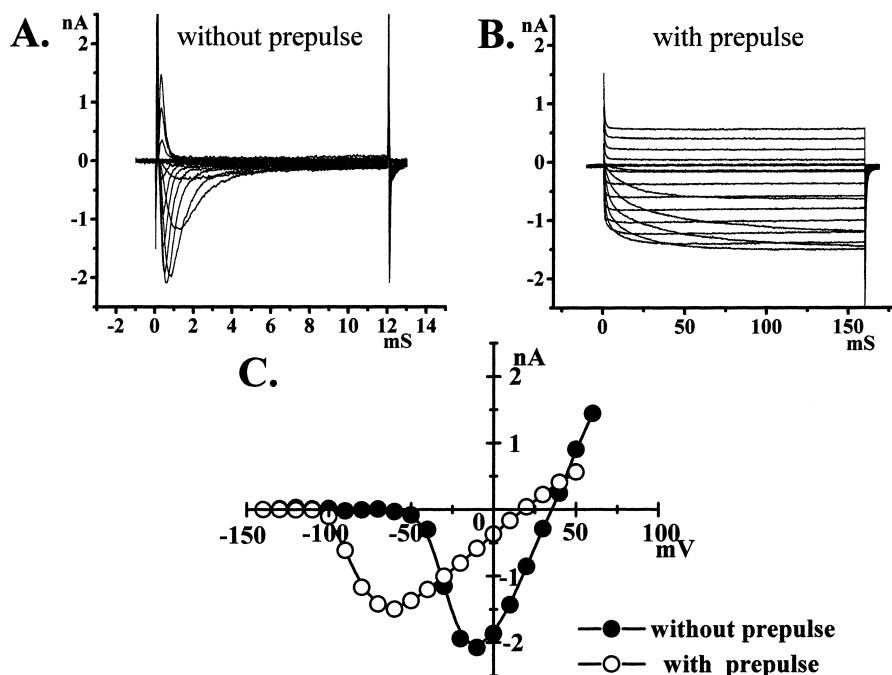 A.
nA
without prepulse
2
1
0
-1
-2
-2 0 2 4 6 8 10 12 14
mS
B.
nA
with prepulse
2
1
0
-1
-2
0 50 100 150
mS
C.
nA
2
1
-150 -100 -50 0 50 100
mV
-1
-2
without prepulse
with prepulse